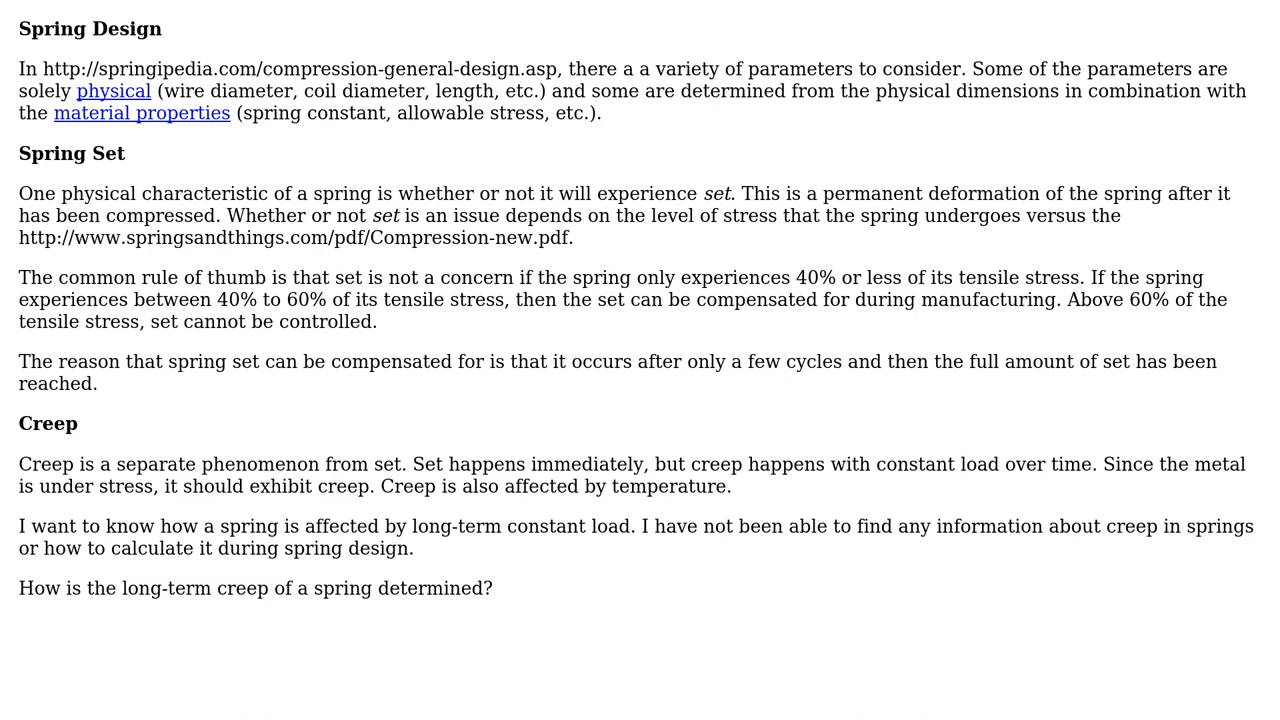 Spring Design
In http://springipedia.com/compression-general-design.asp, there a a variety of parameters to consider. Some of the parameters are
solely physical (wire diameter, coil diameter, length, etc.) and some are determined from the physical dimensions in combination with
the material properties (spring constant, allowable stress, etc.).
Spring Set
One physical characteristic of a spring is whether or not it will experience set. This is a permanent deformation of the spring after it
has been compressed. Whether or not set is an issue depends on the level of stress that the spring undergoes versus the
http://www.springsandthings.com/pdf/Compression-new.pdf.
The common rule of thumb is that set is not a concern if the spring only experiences 40% or less of its tensile stress. If the spring
experiences between 40% to 60% of its tensile stress, then the set can be compensated for during manufacturing. Above 60% of the
tensile stress, set cannot be controlled.
The reason that spring set can be compensated for is that it occurs after only a few cycles and then the full amount of set has been
reached.
Creep
Creep is a separate phenomenon from set. Set happens immediately, but creep happens with constant load over time. Since the metal
is under stress, it should exhibit creep. Creep is also affected by temperature.
I want to know how a spring is affected by long-term constant load. I have not been able to find any information about creep in springs
or how to calculate it during spring design.
How is the long-term creep of a spring determined?